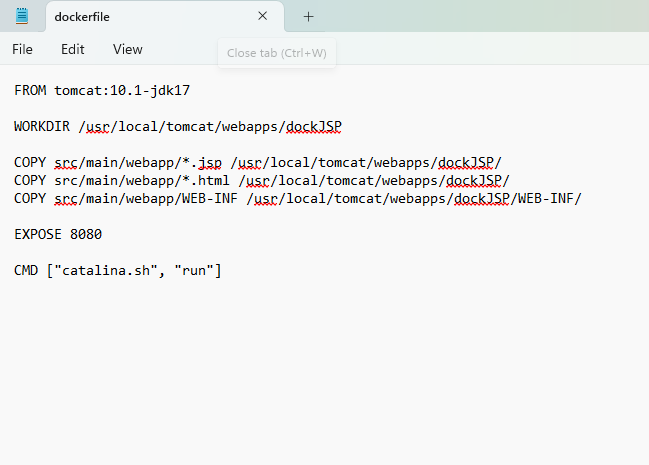 dockerfile
File Edit View
Close tab (Ctrl+W)
FROM tomcat:10.1-jdk17
WORKDIR /usr/local/tomcat/webapps/dockJSP
COPY src/main/webapp/*.jsp /usr/local/tomcat/webapps/dockJSP/
COPY src/main/webapp/*.html /usr/local/tomcat/webapps/dockJSP/
COPY src/main/webapp/WEB-INF /usr/local/tomcat/webapps/dockJSP/WEB-INF/
EXPOSE 8080
CMD ["catalina.sh", "run"]